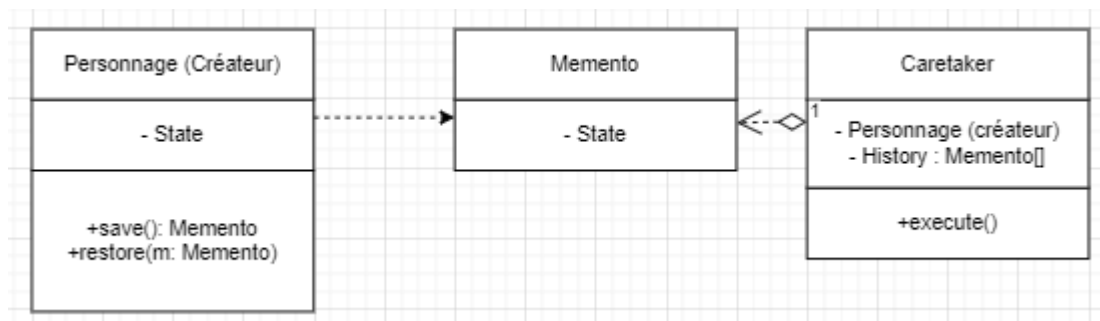 Personnage (Créateur)
- State
+save(): Memento
+restore(m: Memento)
Memento
- State
Caretaker
1
- Personnage (créateur)
- History : Memento[]
+execute()